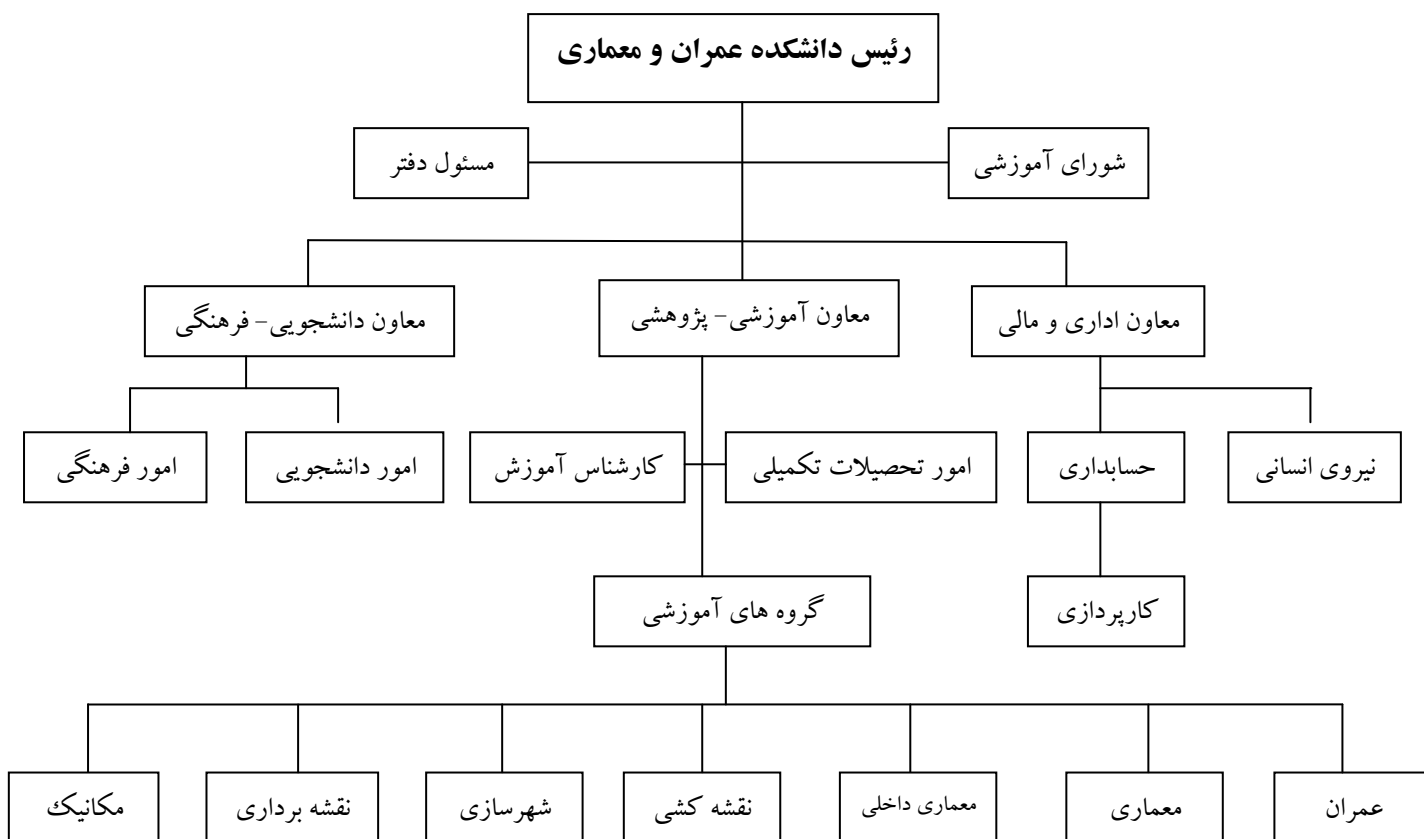 رئیس دانشکده عمران و معماری
شورای آموزشی
مسئول دفتر
معاون اداری و مالی
معاون آموزشی- پژوهشی
معاون دانشجویی- فرهنگی
نیروی انسانی
حسابداری
امور تحصیلات تکمیلی
کارشناس آموزش
امور دانشجویی
امور فرهنگی
کارپردازی
گروه های آموزشی
عمران
معماری
معماری داخلی
نقشه کشی
شهرسازی
نقشه برداری
مکانیک